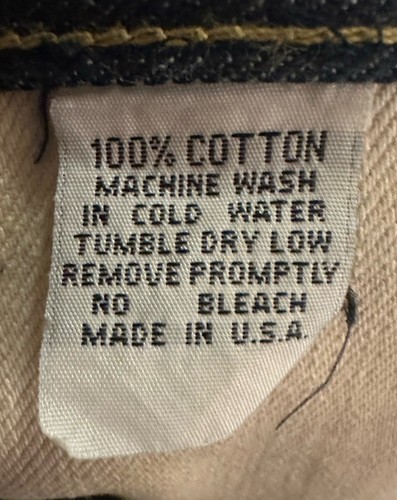 100% COTTON
MACHINE WASH
IN COLD WATER
TUMBLE DRY LOW
REMOVE PROMPTLY
NO BLEACH
MADE IN U.S.A.